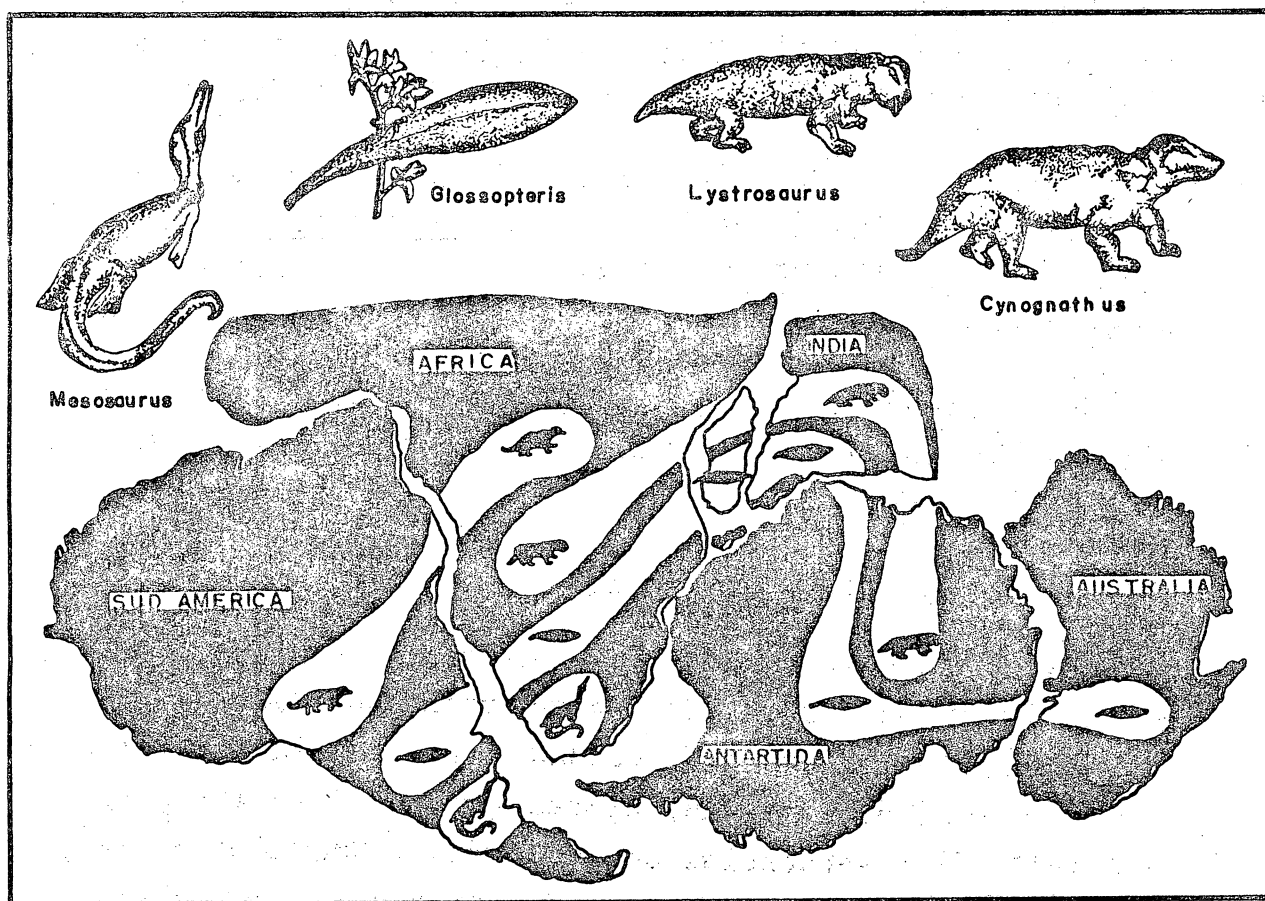 Glossopteris
Lystrosaurus
Cynognathus
Mesosaurus
AFRICA
INDIA
SUD AMERICA
AUSTRALIA
ANTARTIDA